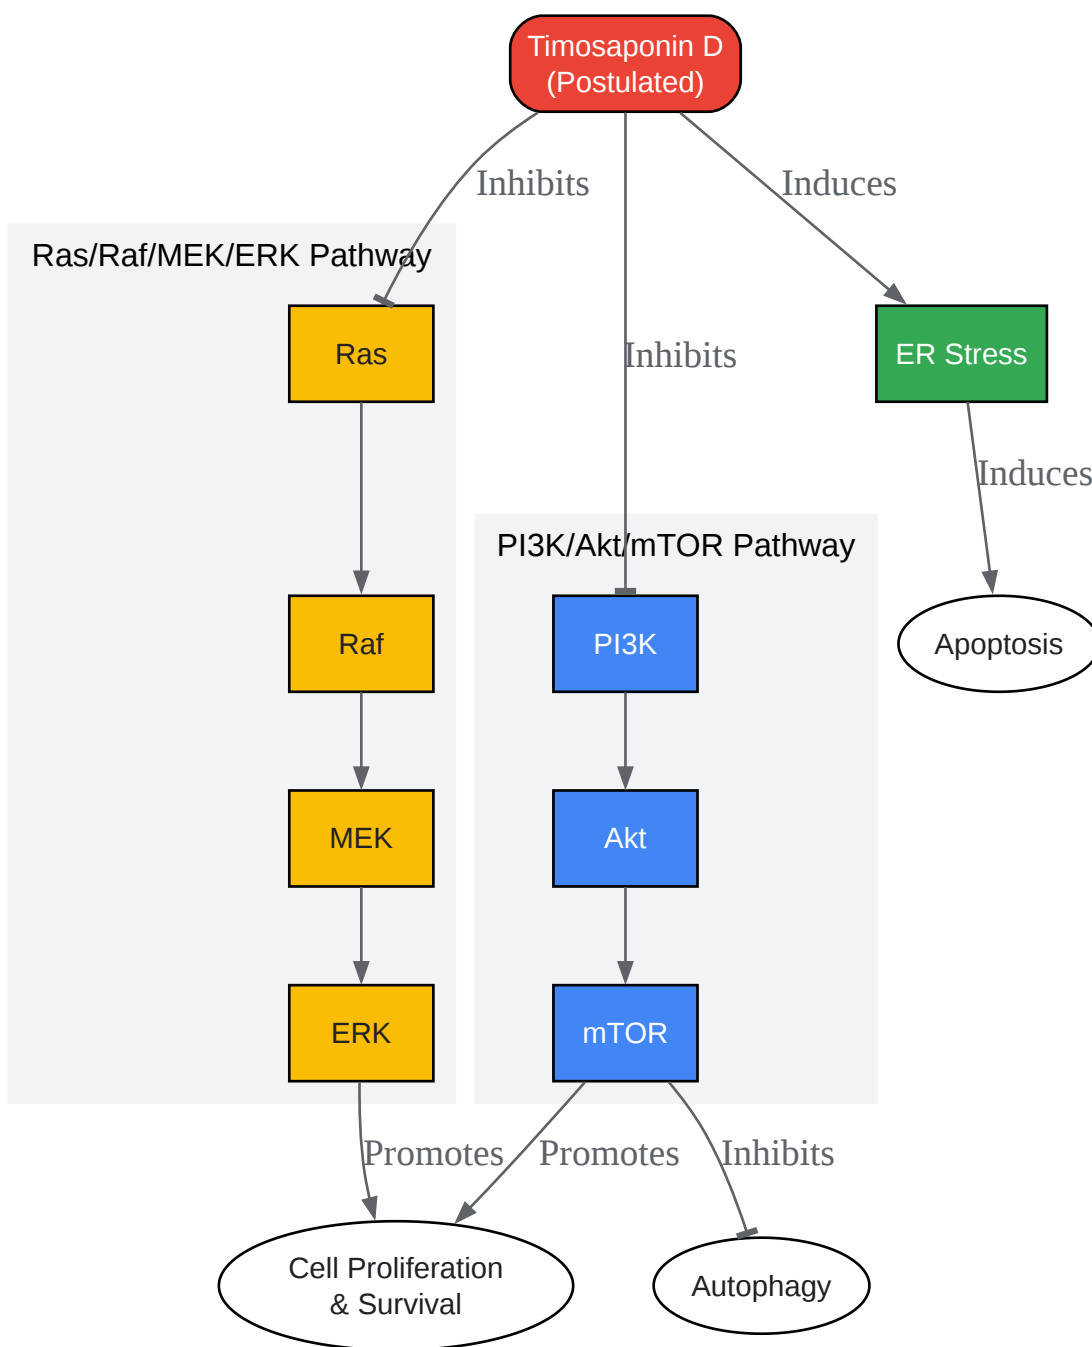 Timosaponin D
(Postulated)
Inhibits
Induces
Ras/Raf/MEK/ERK Pathway
Ras
Inhibits
ER Stress
Induces
PI3K/Akt/mTOR Pathway
Raf
PI3K
Apoptosis
MEK
Akt
ERK
mTOR
Promotes
Promotes
Inhibits
Cell Proliferation
& Survival
Autophagy